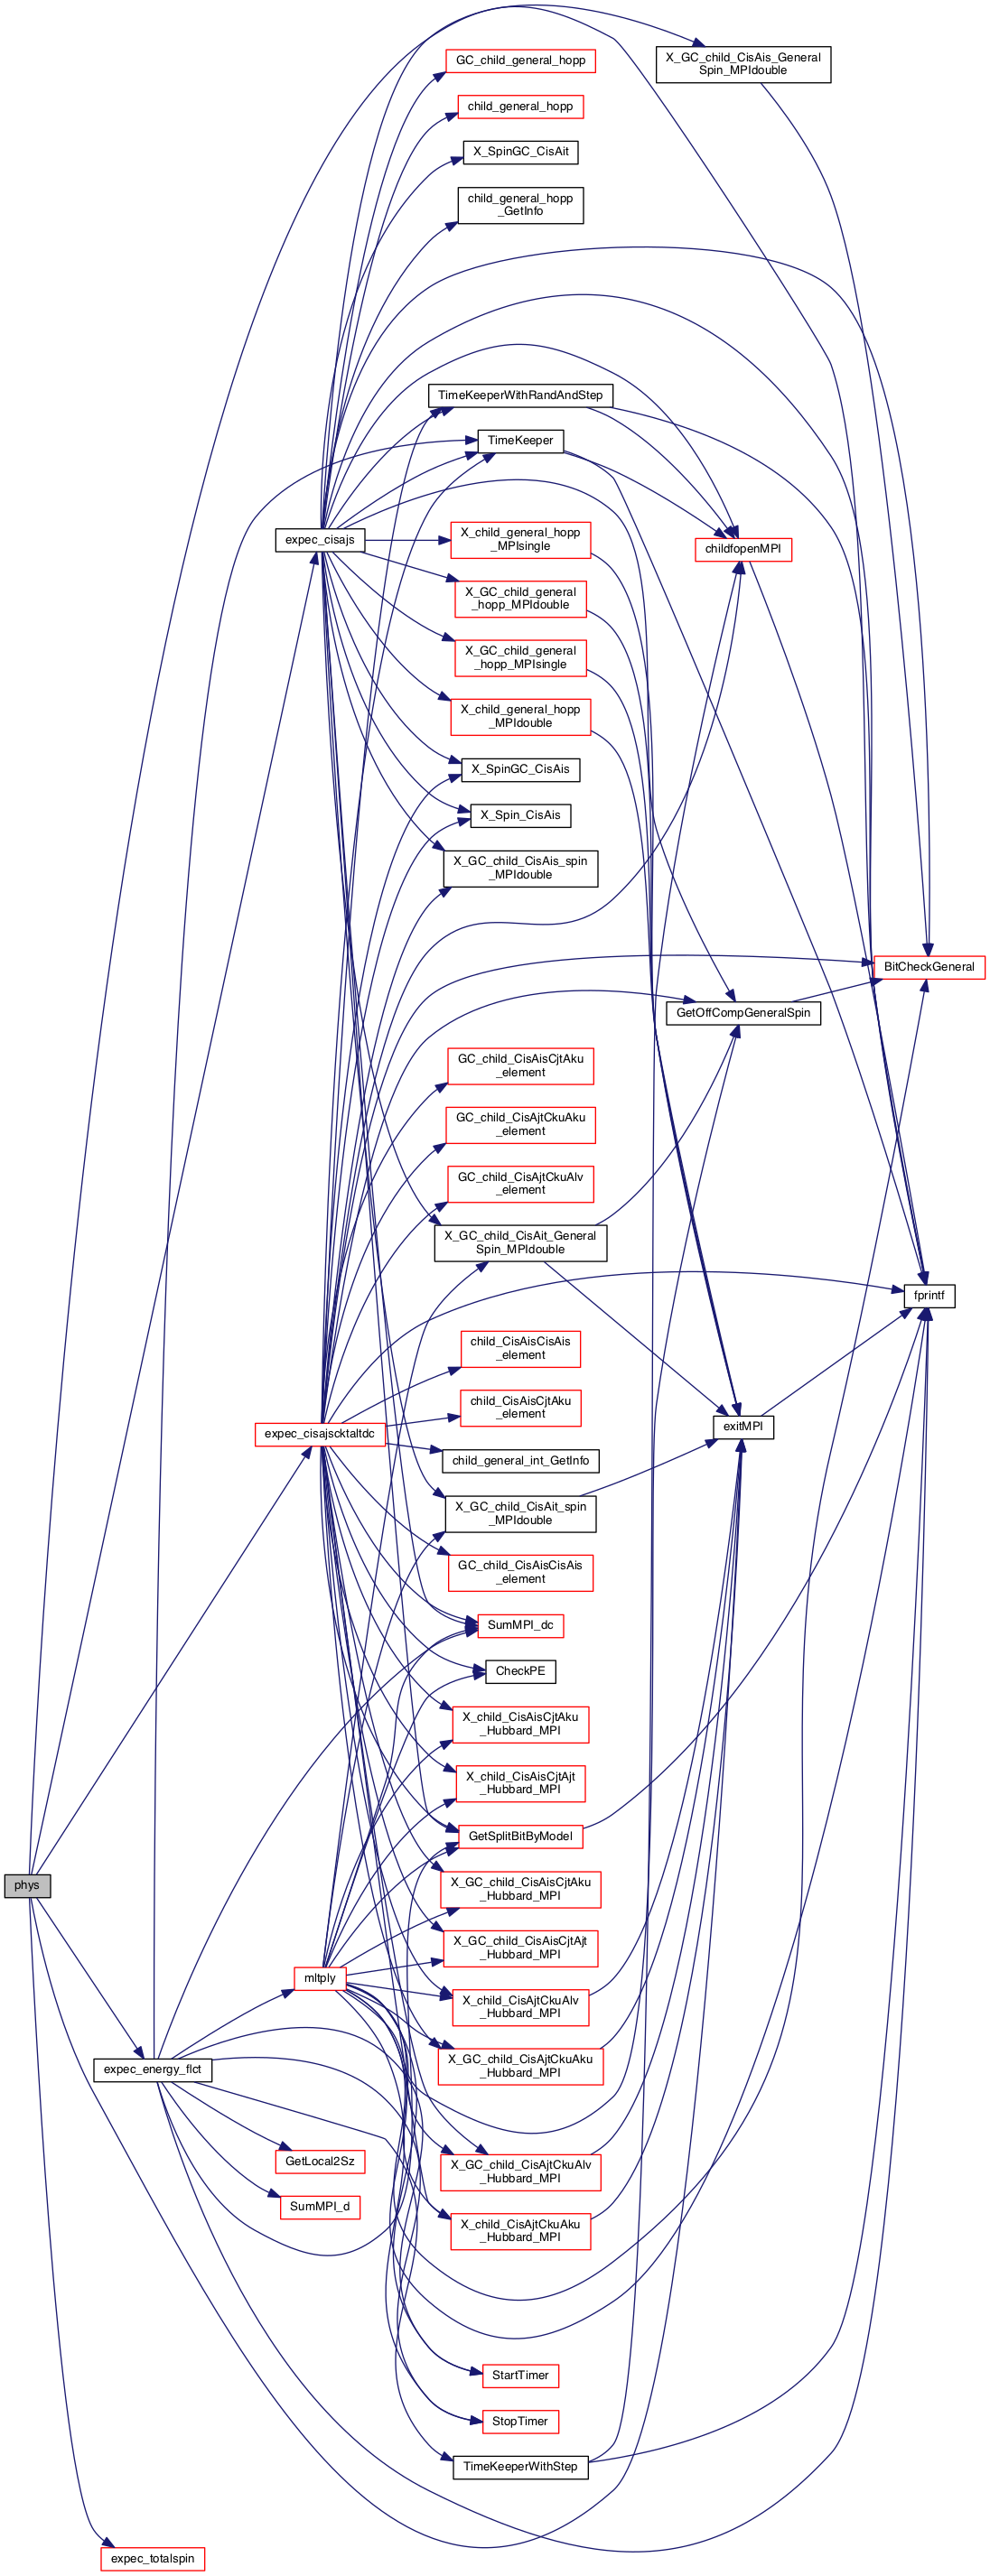 X_GC_child_CisAis_General
Spin_MPIdouble
GC_child_general_hopp
child_general_hopp
X_SpinGC_CisAit
child_general_hopp
_GetInfo
TimeKeeperWithRandAndStep
TimeKeeper
expec_cisajs
X_child_general_hopp
_MPIsingle
childfopenMPI
X_GC_child_general
_hopp_MPIdouble
X_GC_child_general
_hopp_MPIsingle
X_child_general_hopp
_MPIdouble
X_SpinGC_CisAis
X_Spin_CisAis
X_GC_child_CisAis_spin
_MPIdouble
BitCheckGeneral
GetOffCompGeneralSpin
GC_child_CisAisCjtAku
_element
GC_child_CisAjtCkuAku
_element
GC_child_CisAjtCkuAlv
_element
X_GC_child_CisAit_General
Spin_MPIdouble
fprintf
child_CisAisCisAis
_element
child_CisAisCjtAku
_element
exitMPI
expec_cisajscktaltdc
child_general_int_GetInfo
X_GC_child_CisAit_spin
_MPIdouble
GC_child_CisAisCisAis
_element
SumMPI_dc
CheckPE
X_child_CisAisCjtAku
_Hubbard_MPI
X_child_CisAisCjtAjt
_Hubbard_MPI
GetSplitBitByModel
phys
X_GC_child_CisAisCjtAku
_Hubbard_MPI
X_GC_child_CisAisCjtAjt
_Hubbard_MPI
mltply
X_child_CisAjtCkuAlv
_Hubbard_MPI
X_GC_child_CisAjtCkuAku
_Hubbard_MPI
expec_energy_flct
GetLocal2Sz
X_GC_child_CisAjtCkuAlv
_Hubbard_MPI
SumMPI_d
X_child_CisAjtCkuAku
_Hubbard_MPI
StartTimer
StopTimer
TimeKeeperWithStep
expec_totalspin